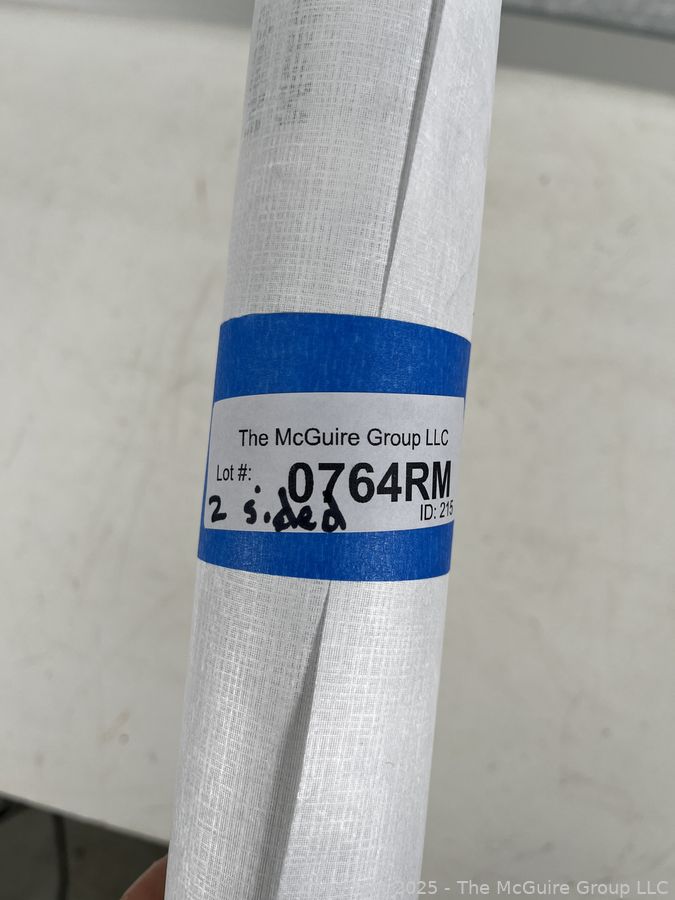 The McGuire Group LLC
Lot #: 0764RM
2 sided
ID: 215
2025 - The McGuire Group LLC